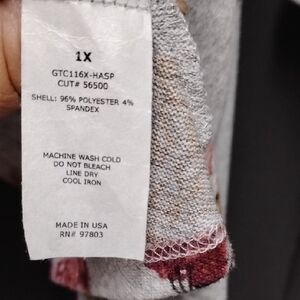 1X
GTC116X-HASP
CUT# 56500
SHELL: 96% POLYESTER 4%
SPANDEX
MACHINE WASH COLD
DO NOT BLEACH
LINE DRY
COOL IRON
MADE IN USA
RN# 97803